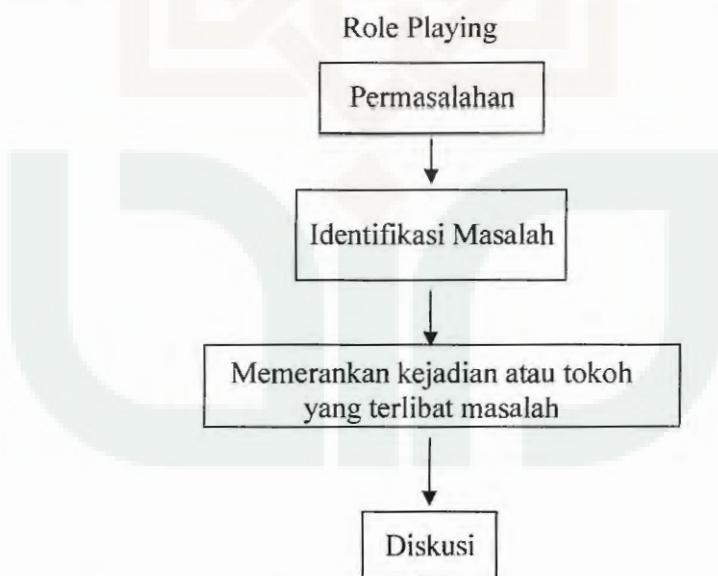 Role Playing
Permasalahan
Identifikasi Masalah
Memerankan kejadian atau tokoh
yang terlibat masalah
Diskusi